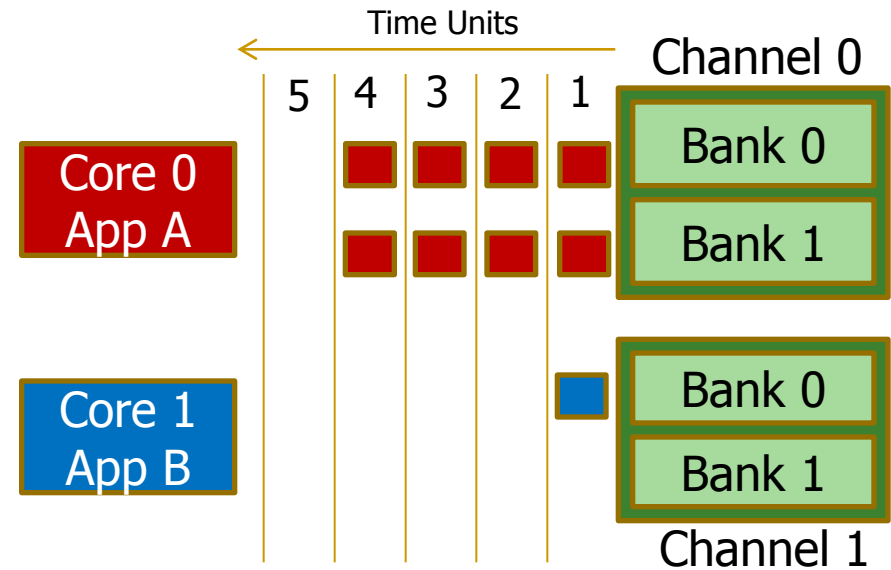 Time Units
Channel 0
5 4 3 2 1
Core 0
App A
Bank 0
Bank 1
Core 1
App B
Bank 0
Bank 1
Channel 1